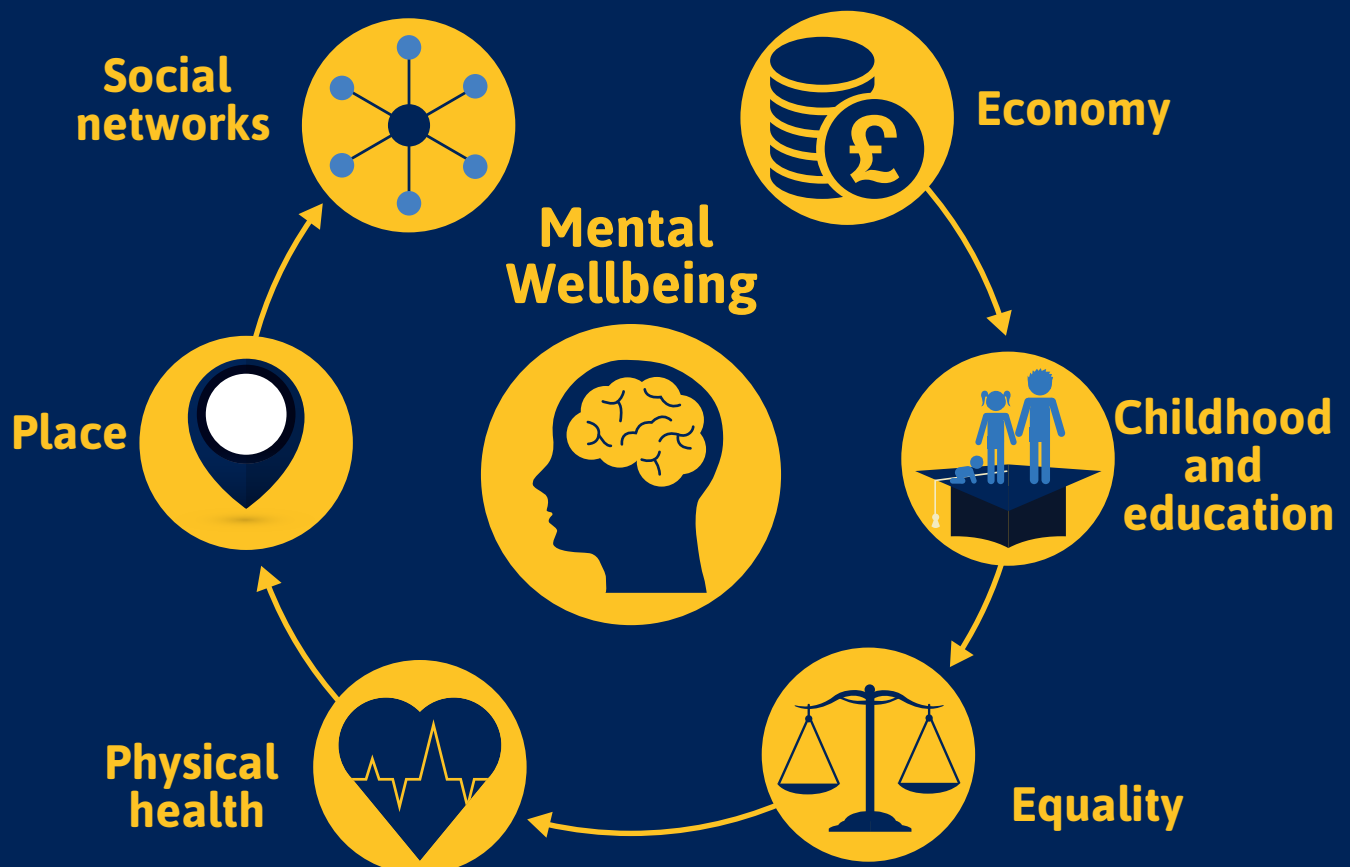 Social
networks
Economy
£
Mental
Wellbeing
Place
Childhood
and
education
Physical
health
Equality